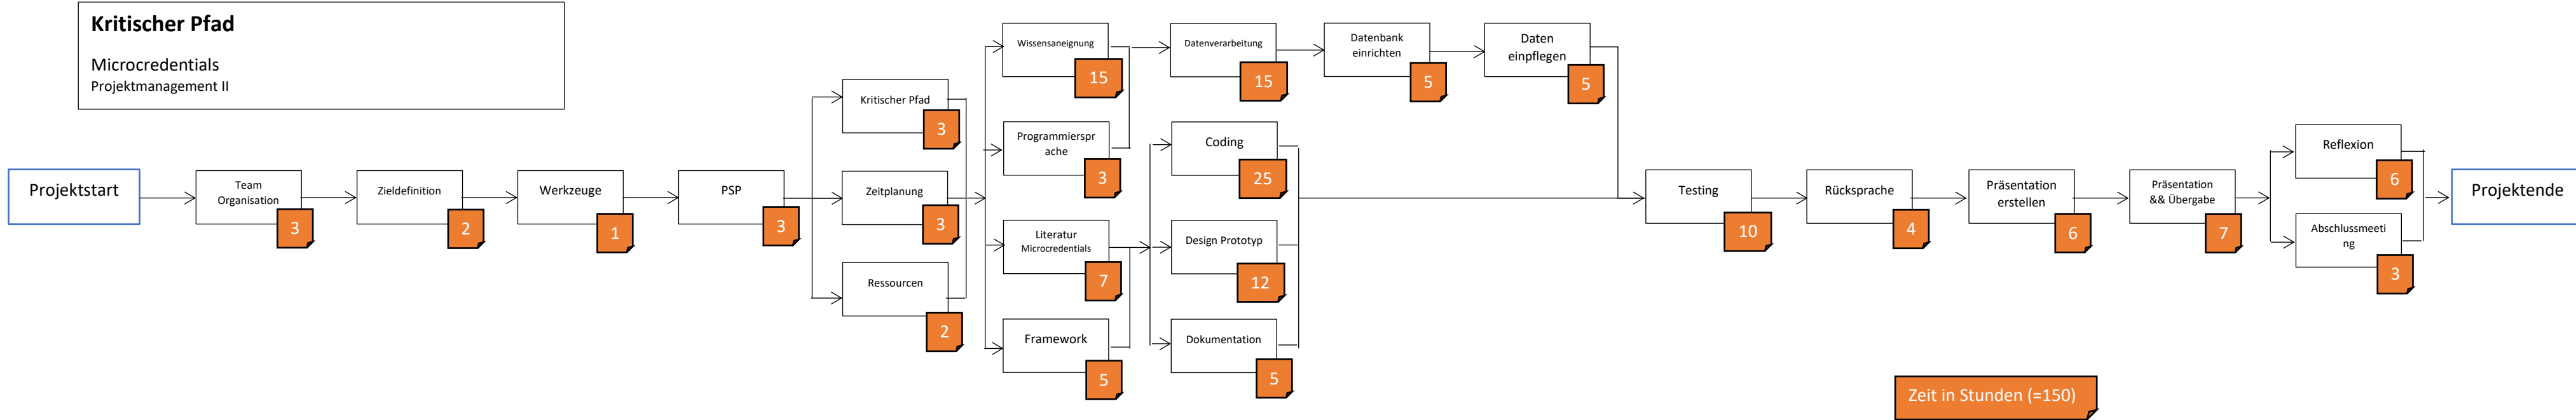 Kritischer Pfad
Microcredentials
Projektmanagement II
Projektstart
Team
Organisation
3
Zieldefinition
2
Werkzeuge
1
PSP
3
Kritischer Pfad
3
Zeitplanung
3
Ressourcen
2
Wissensaneignung
15
Programmierspr
ache
3
Literatur
Microcredentials
7
Framework
5
Datenverarbeitung
15
Datenbank
einrichten
5
Daten
einpflegen
5
Coding
25
Design Prototyp
12
Dokumentation
5
Testing
10
Rücksprache
4
Präsentation
erstellen
6
Präsentation
&& Übergabe
7
Reflexion
6
Abschlussmeeti
ng
3
Projektende
Zeit in Stunden (=150)